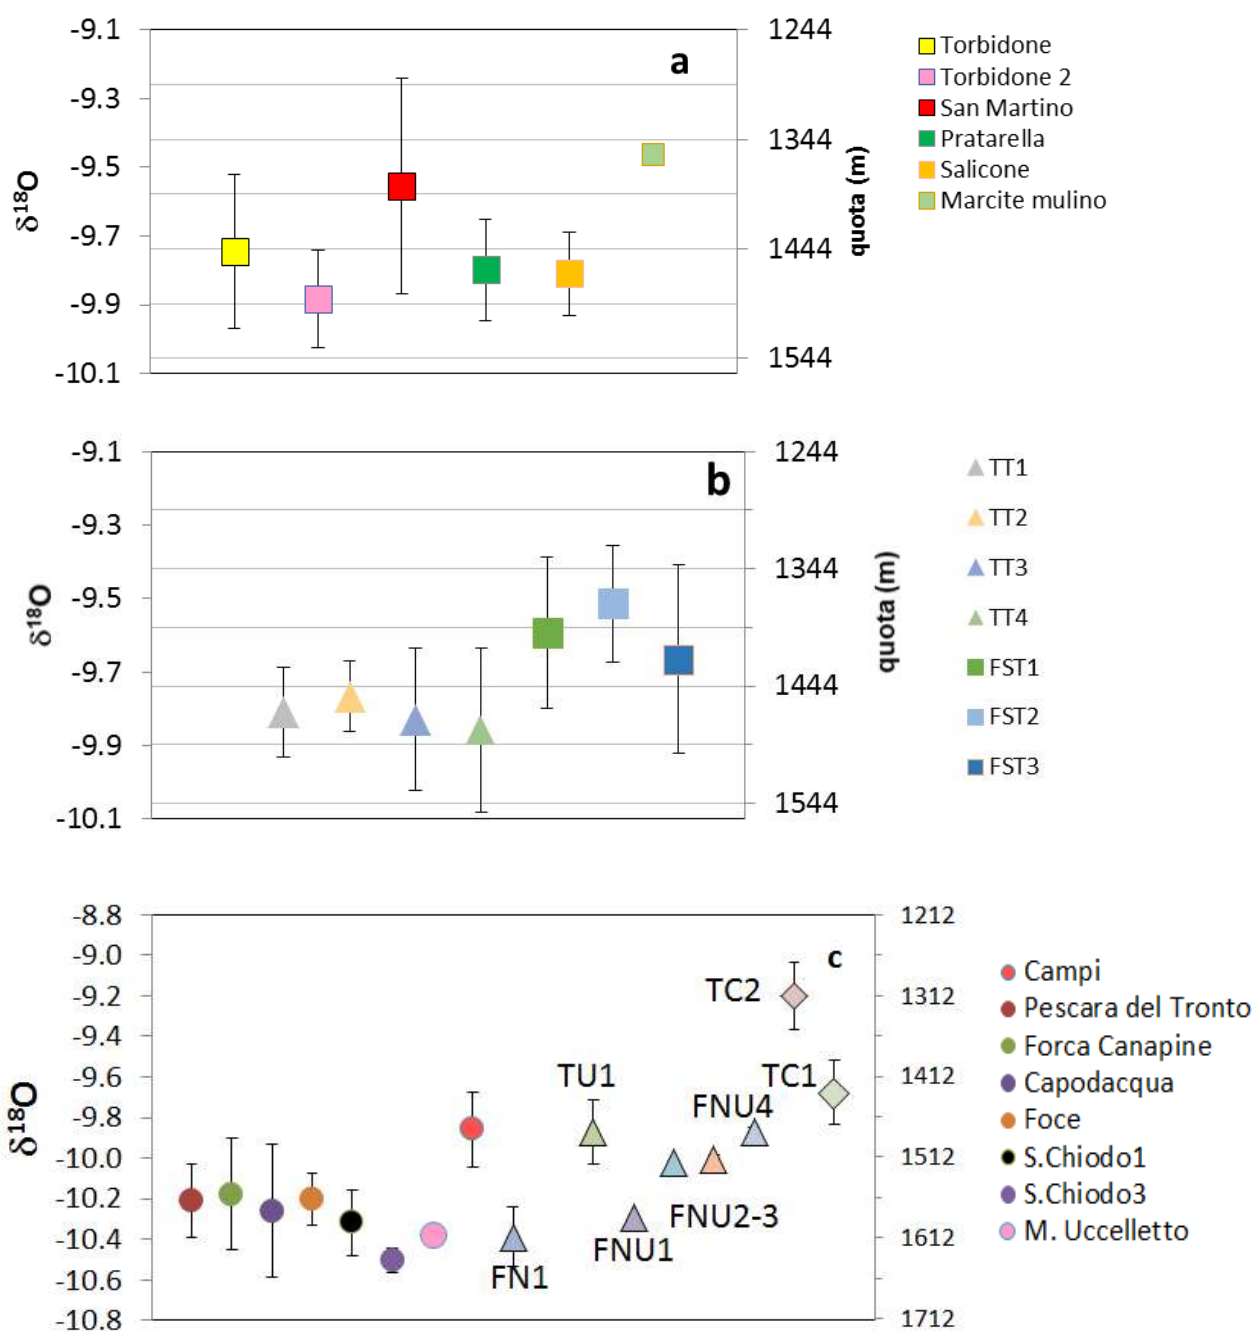 a
-9.1
-9.3
-9.5
-9.7
-9.9
-10.1
δ18O
1244
1344
1444
1544
quota (m)
Torbidone
Torbidone 2
San Martino
Pratarella
Salicone
Marcite mulino
b
-9.1
-9.3
-9.5
-9.7
-9.9
-10.1
δ18O
1244
1344
1444
1544
quota (m)
TT1
TT2
TT3
TT4
FST1
FST2
FST3
c
-8.8
-9.0
-9.2
-9.4
-9.6
-9.8
-10.0
-10.2
-10.4
-10.6
-10.8
δ18O
TC2
TU1
TC1
FNU4
FNU2-3
FNU1
FN1
1212
1312
1412
1512
1612
1712
Campi
Pescara del Tronto
Forca Canapine
Capodacqua
Foce
S.Chiodo1
S.Chiodo3
M. Uccelletto